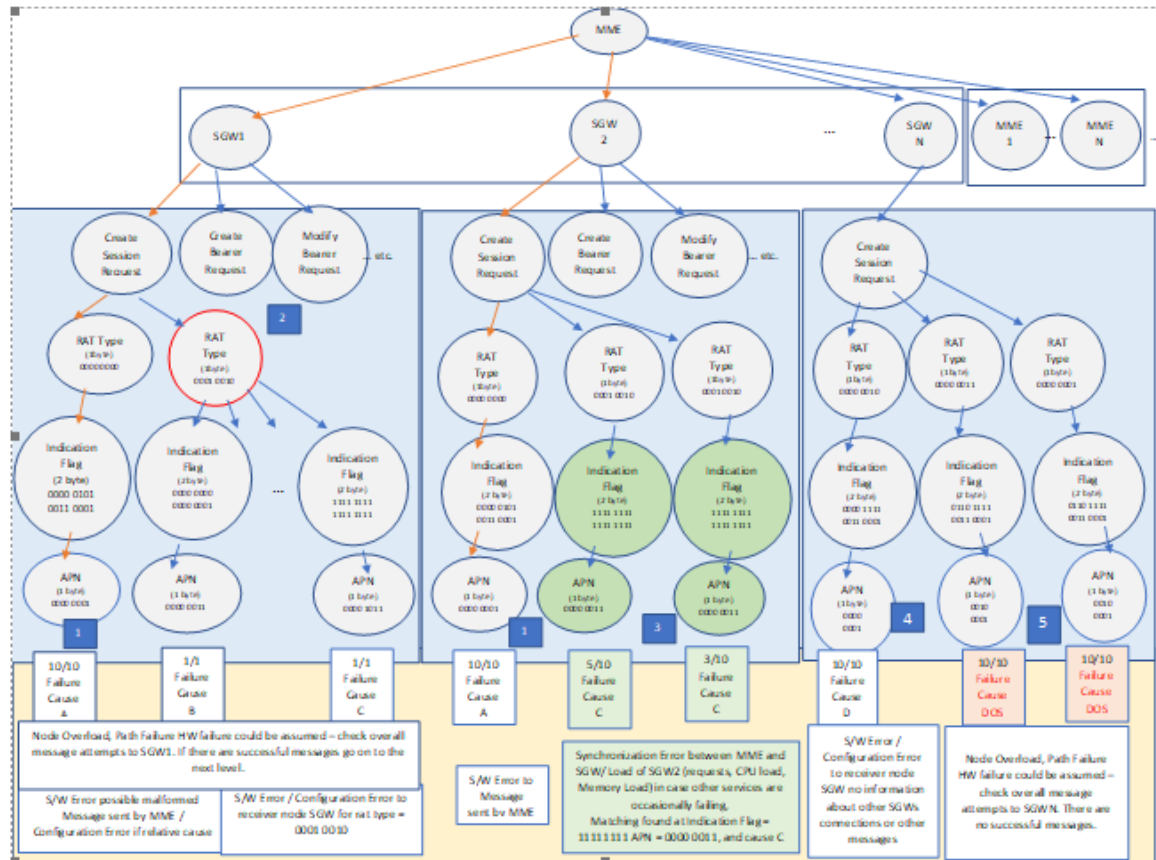 MME
SGW1
SGW
2
...
SGW
N
MME
1
...
MME
N
...
Create
Session
Request
Create
Bearer
Request
Modify
Bearer
Request
... etc.
2
RAT Type
(1byte)
00000000
RAT
Type
(1byte)
0001 0010
Indication
Flag
(2 byte)
0000 0101
0011 0001
Indication
Flag
(2byte)
0000 0000
0000 0001
...
Indication
Flag
(2 byte)
1111 1111
1111 1111
APN
(1 byte)
0000 0001
APN
(1 byte)
0000 0011
APN
(1 byte)
0000 1011
1
Create
Session
Request
Create
Bearer
Request
Modify
Bearer
Request
... etc.
RAT
Type
(1byte)
0000 0000
RAT
Type
(1byte)
0001 0010
RAT
Type
(1byte)
0001 0010
Indication
Flag
(2 byte)
0000 0101
0011 0001
Indication
Flag
(2 byte)
1111 1111
1111 1111
Indication
Flag
(2 byte)
1111 1111
1111 1111
APN
(1 byte)
0000 0001
APN
(1 byte)
0000 0011
APN
(1 byte)
0000 0011
1
3
Create
Session
Request
RAT
Type
(1byte)
0000 0010
RAT
Type
(1 byte)
0000 0011
RAT
Type
(1byte)
0000 0001
Indication
Flag
(2 byte)
0000 1111
0011 0001
Indication
Flag
(2 byte)
0110 1111
0011 0001
Indication
Flag
(2 byte)
0110 1111
0011 0001
APN
(1 byte)
0000
0001
APN
(1 byte)
0010
0001
APN
(1 byte)
0010
0001
4
5
10/10
Failure
Cause
A
1/1
Failure
Cause
B
1/1
Failure
Cause
C
10/10
Failure
Cause
A
5/10
Failure
Cause
C
3/10
Failure
Cause
C
10/10
Failure
Cause
D
10/10
Failure
Cause
DOS
10/10
Failure
Cause
DOS
Node Overload, Path Failure HW failure could be assumed – check overall
message attempts to SGW1. If there are successful messages go on to the
next level.
S/W Error possible malformed
Message sent by MME /
Configuration Error if relative cause
S/W Error / Configuration Error to
receiver node SGW for rat type =
0001 0010
S/W Error to
Message
sent by MME
Synchronization Error between MME and
SGW/ Load of SGW2 (requests, CPU load,
Memory Load) in case other services are
occasionally failing,
Matching found at Indication Flag =
11111111 APN = 0000 0011, and cause C
S/W Error /
Configuration Error
to receiver node
SGW no information
about other SGWs
connections or other
messages
Node Overload, Path Failure
HW failure could be assumed –
check overall message
attempts to SGW N. There are
no successful messages.